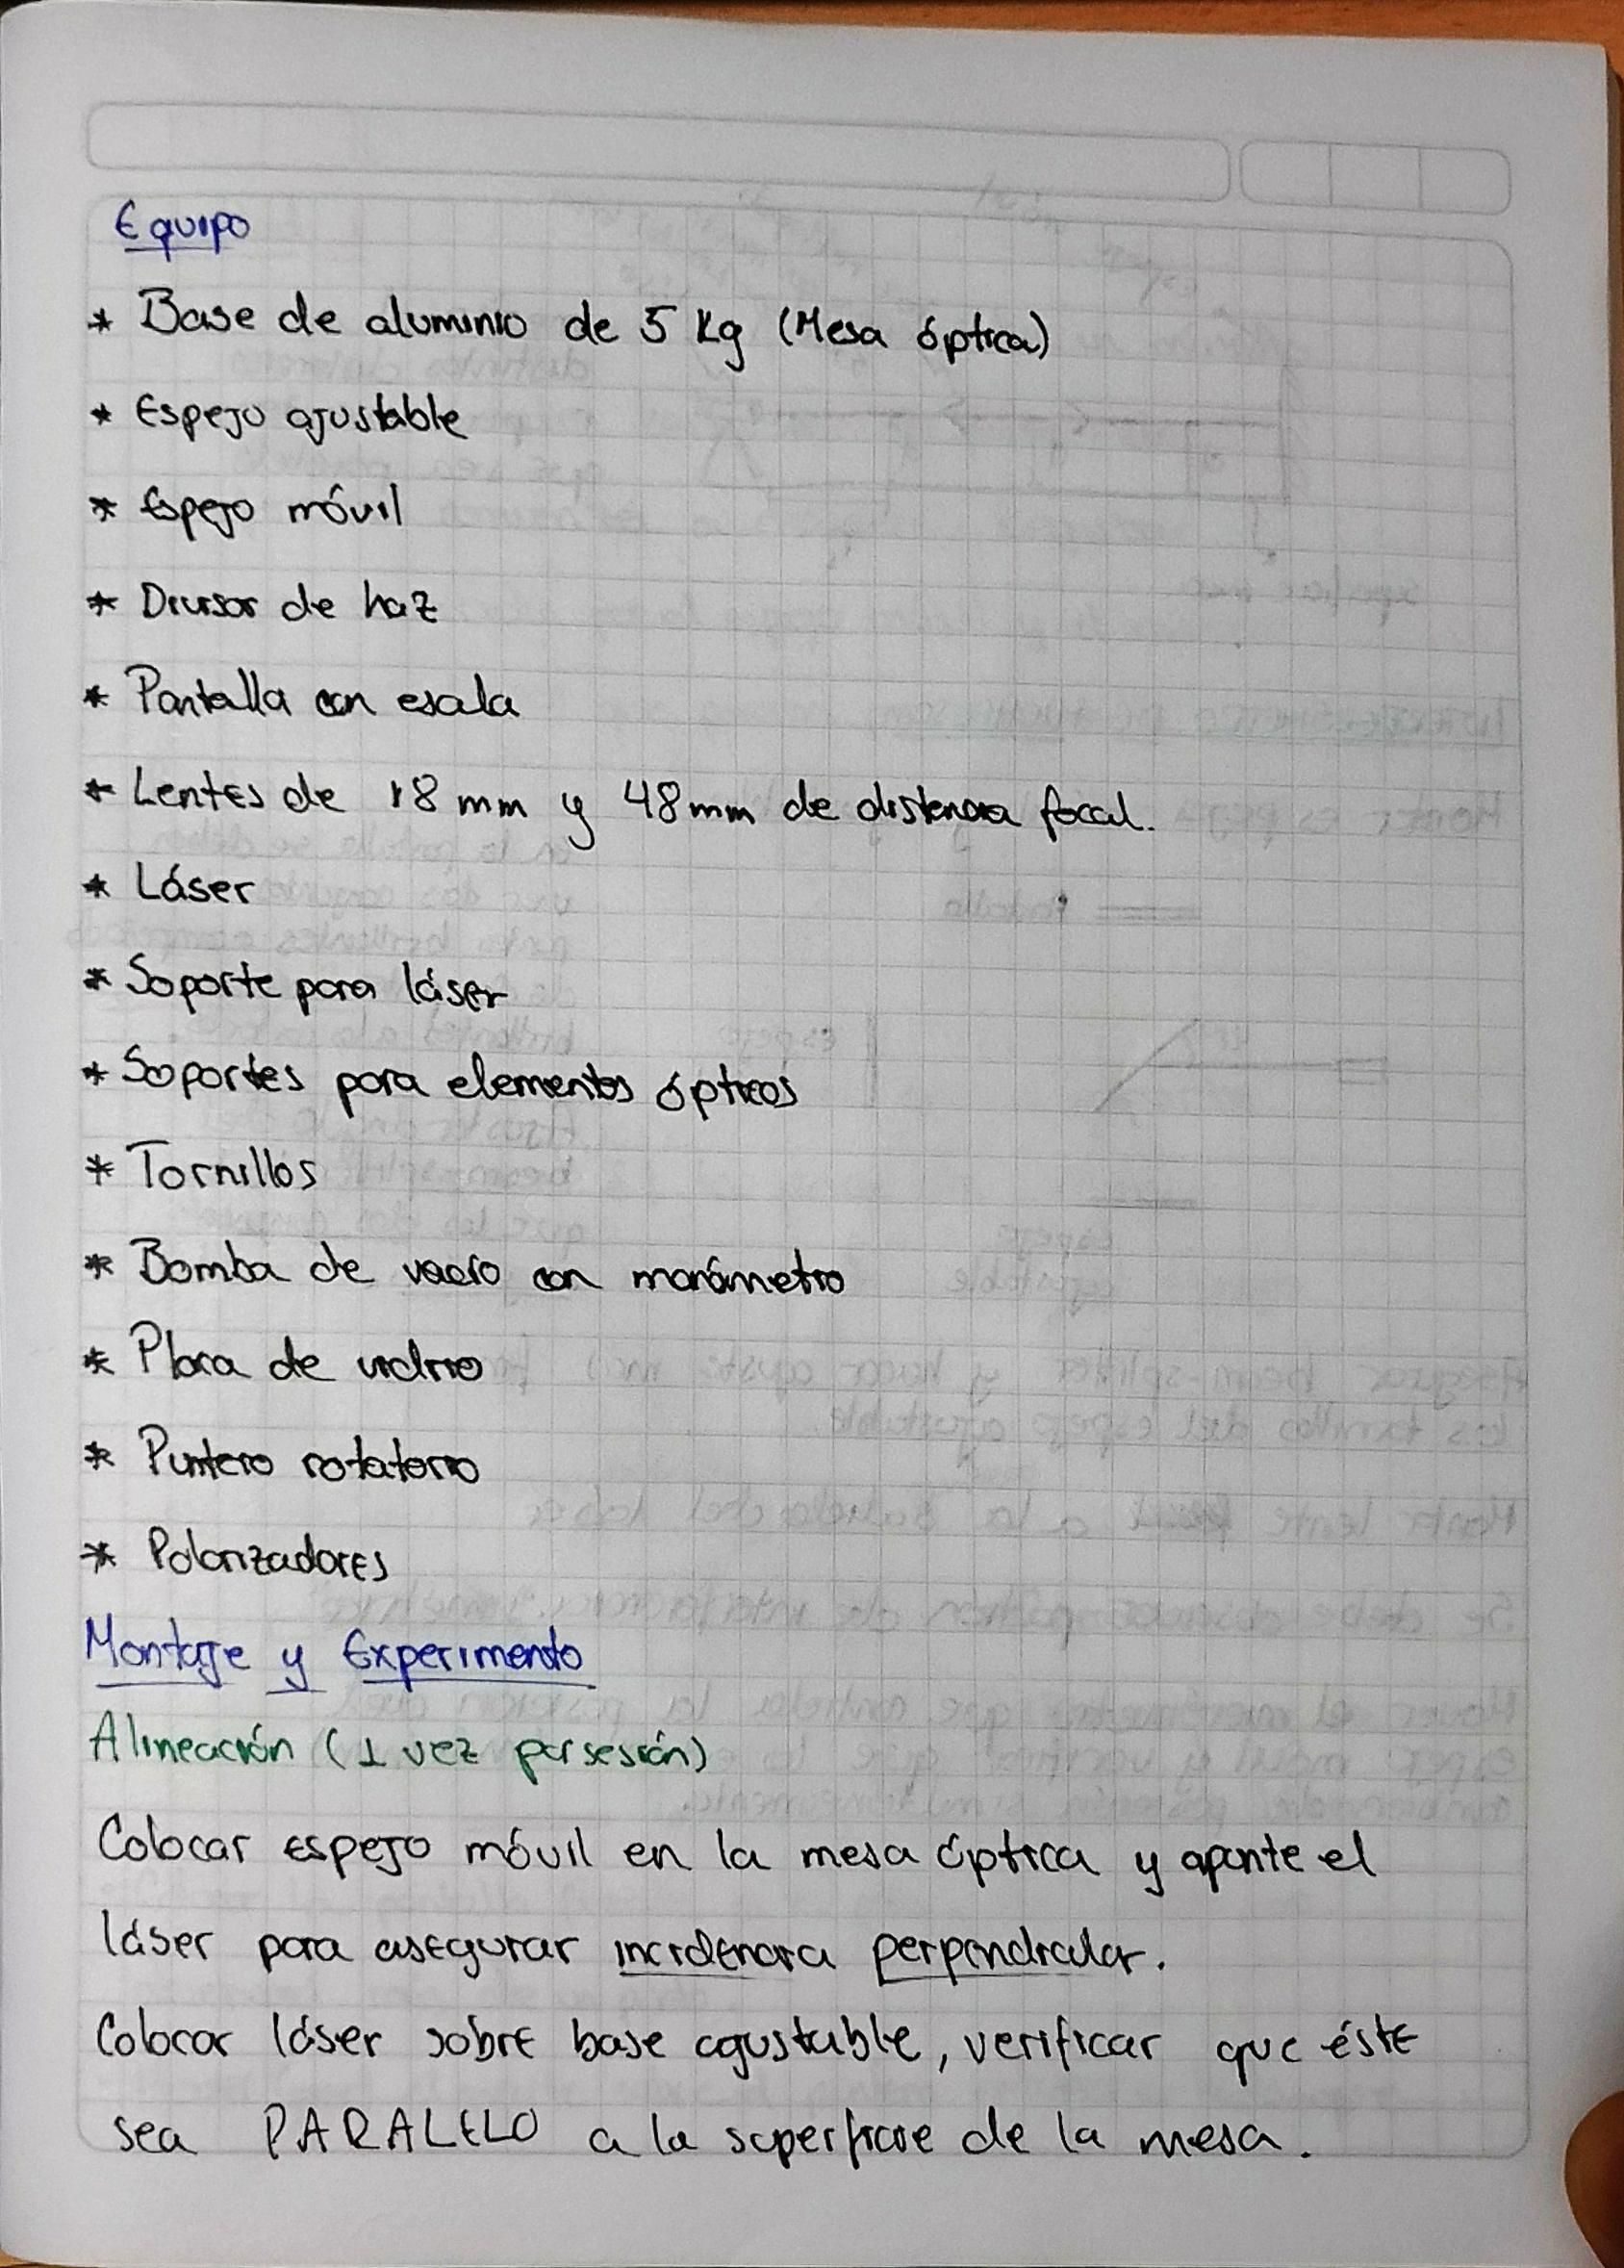 Equipo
* Base de aluminio de 5 Kg (Mesa óptica)
* Espejo ajustable
* Espejo móvil
* Divisor de haz
* Pantalla con escala
* Lentes de 18 mm y 48 mm de distancia focal.
* Láser
* Soporte para láser
* Soportes para elementos ópticos
* Tornillos
* Bomba de vacío con manómetro
* Placa de vidrio
* Puntero rotatorio
* Polarizadores
Montaje y Experimento
Alineación (1 vez por sesión)
Colocar espejo móvil en la mesa óptica y apunte el
láser para asegurar incidencia perpendicular.
Colocar láser sobre base ajustable, verificar que éste
sea PARALELO a la superficie de la mesa.